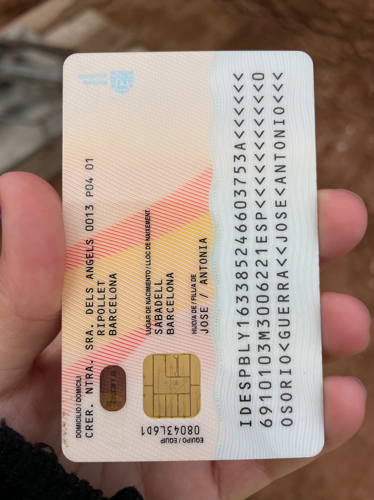 DOMICILIO / DOMICILI
CRER. NTRA. SRA. DELS ANGELS 0013 P04 01
RIPOLLET
BARCELONA
LUGAR DE NACIMIENTO / LLOC DE NAIXEMENT
SABADELL
BARCELONA
HIJO/A DE / FILL/A DE
JOSE / ANTONIA
EQUIPO / EQUIP
08043L6D1
IDESPBLY163385246603753A<<<<<<
6910103M3006221ESP<<<<<<<<<<<0
OSORIO<GUERRA<<JOSE<ANTONIO<<<